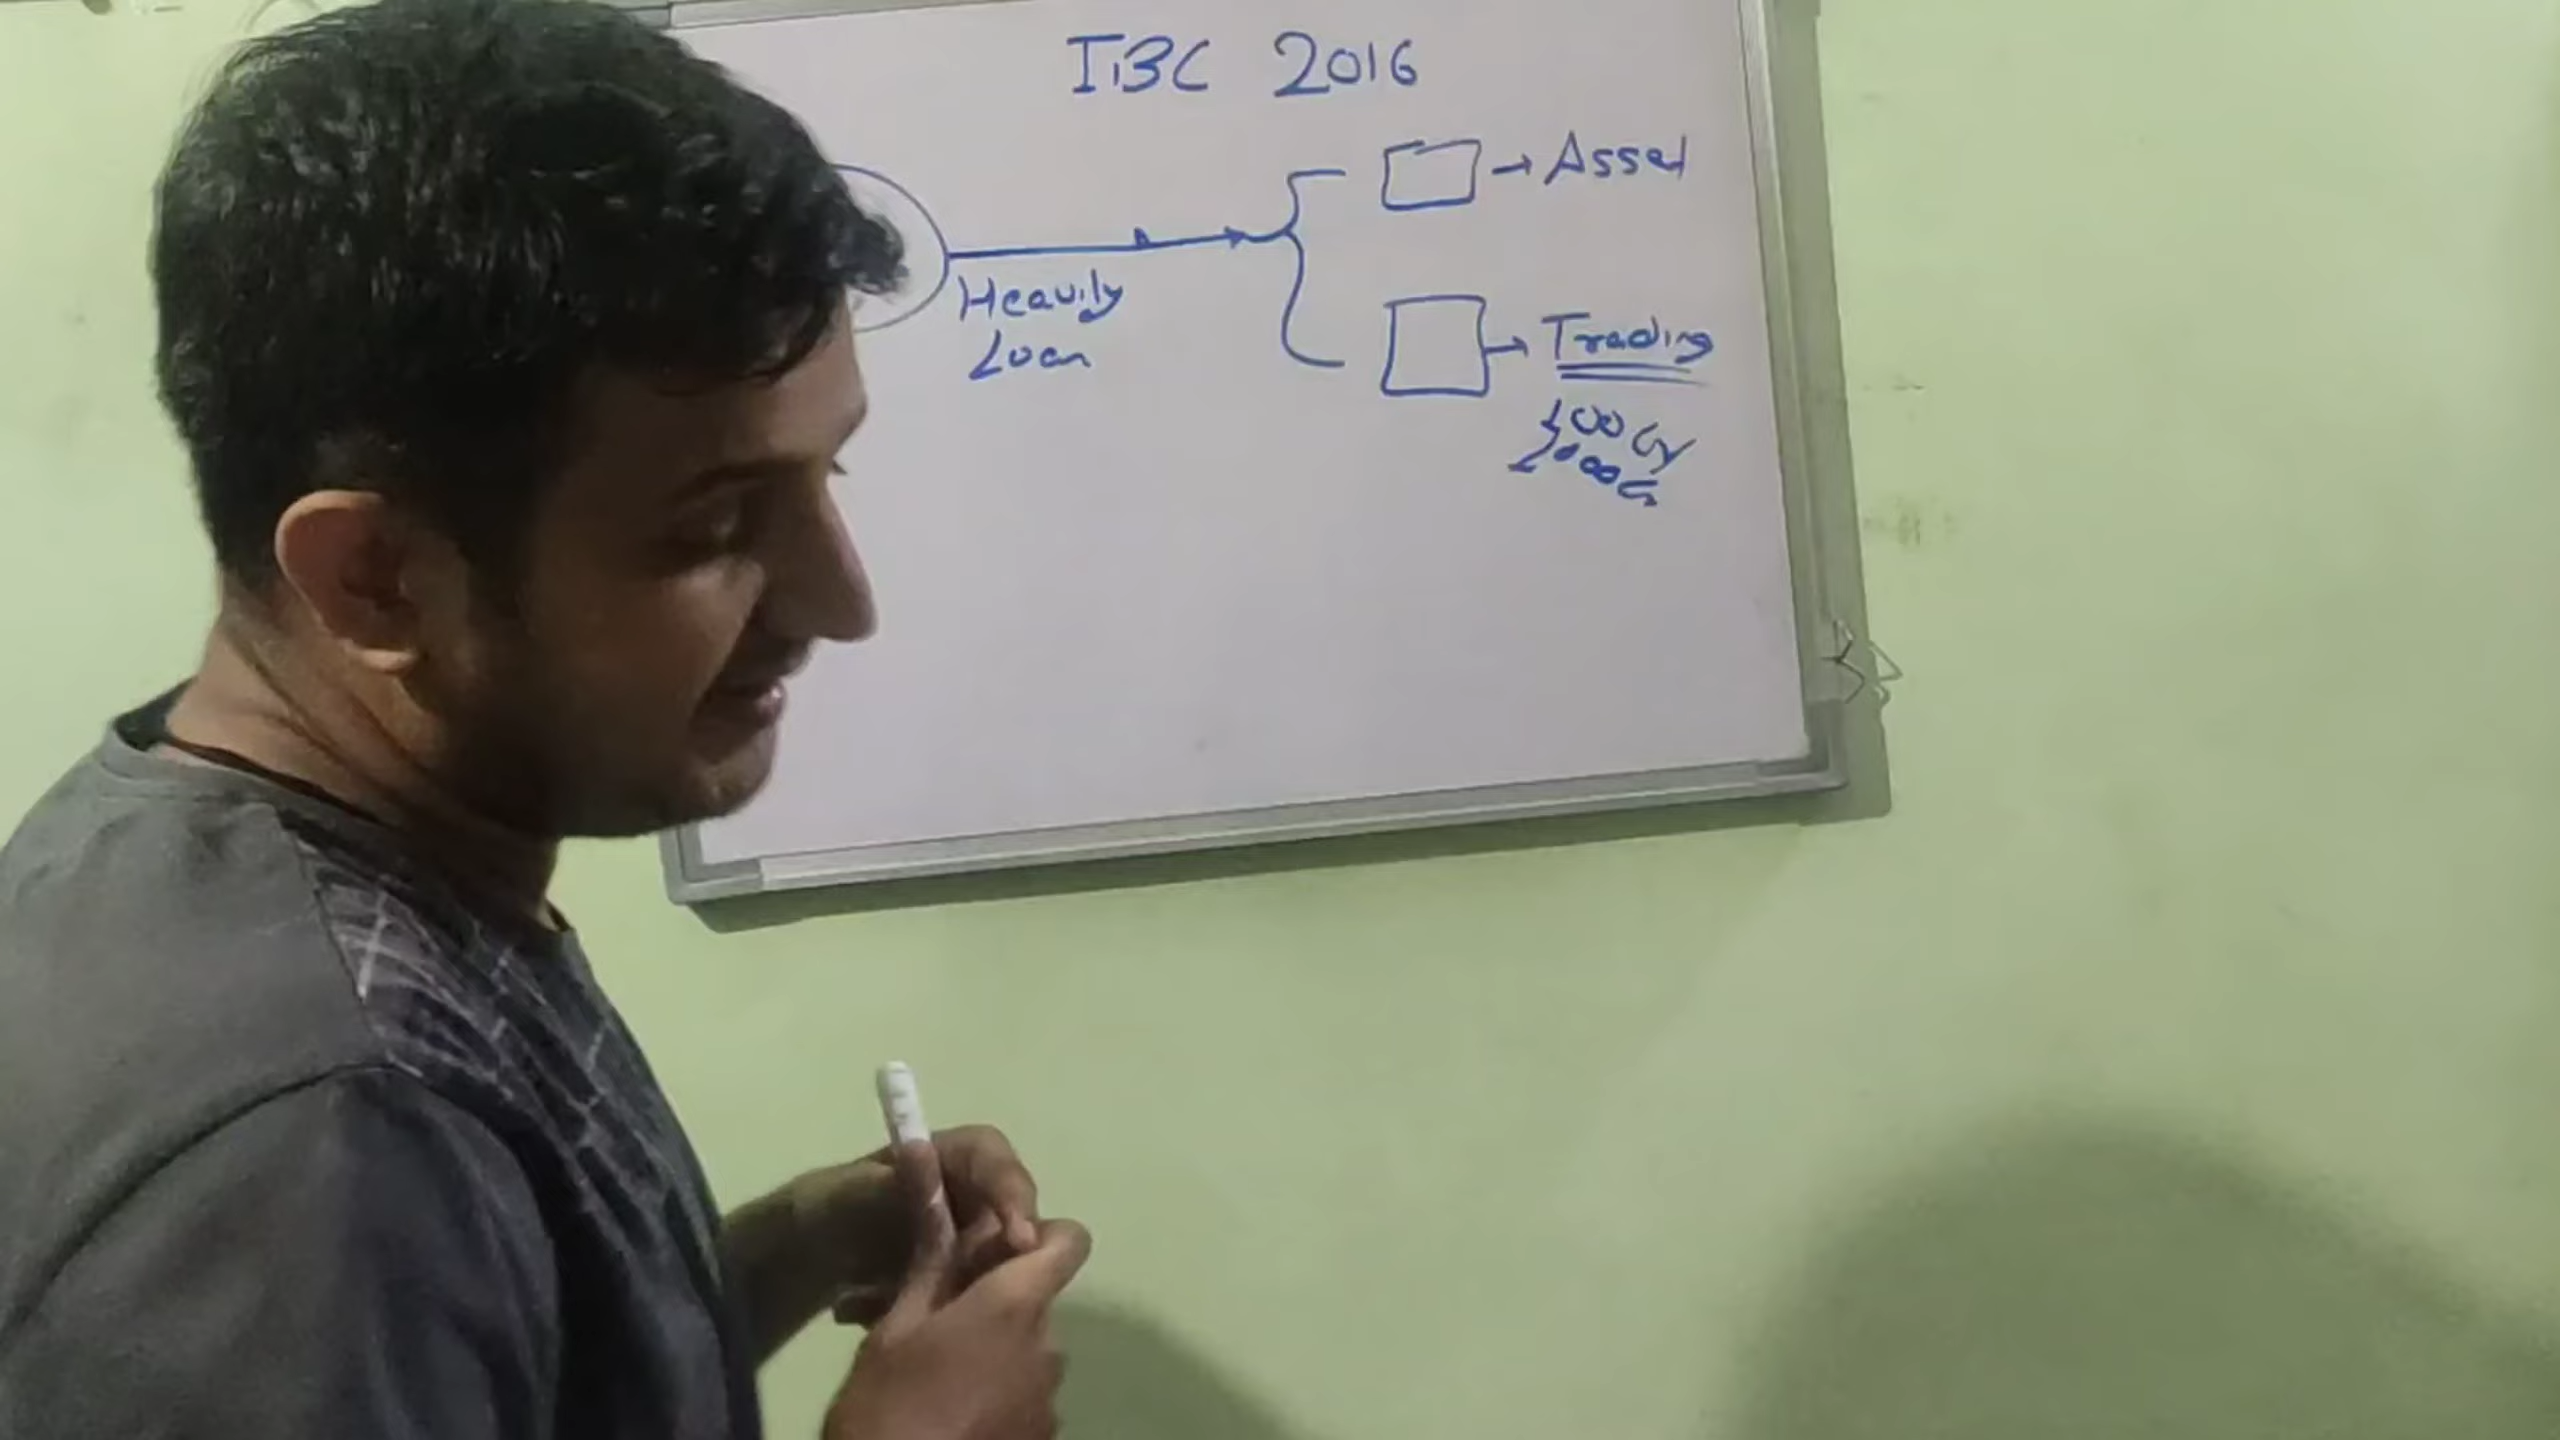 IBC 2016
→ Asset
Heavily
Loan
→ Trading